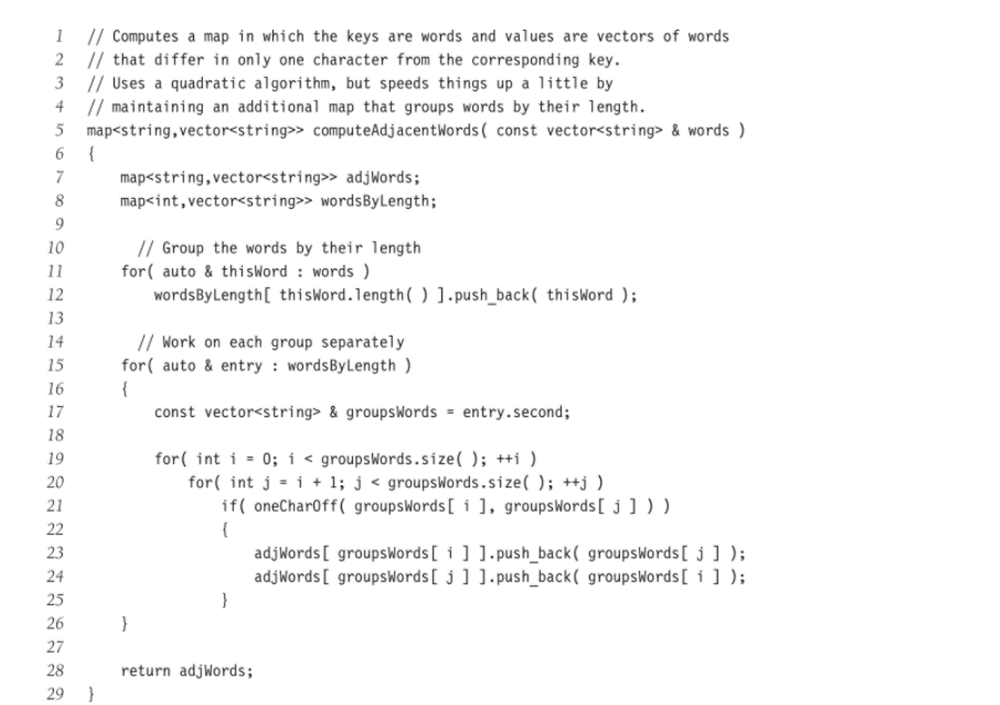 1 // Computes a map in which the keys are words and values are vectors of words
2 // that differ in only one character from the corresponding key.
3 // Uses a quadratic algorithm, but speeds things up a little by
4 // maintaining an additional map that groups words by their length.
5 map<string,vector<string>> computeAdjacentWords( const vector<string> & words )
6 {
7     map<string,vector<string>> adjWords;
8     map<int,vector<string>> wordsByLength;
9
10       // Group the words by their length
11     for( auto & thisWord : words )
12         wordsByLength[ thisWord.length( ) ].push_back( thisWord );
13
14       // Work on each group separately
15     for( auto & entry : wordsByLength )
16     {
17         const vector<string> & groupsWords = entry.second;
18
19         for( int i = 0; i < groupsWords.size( ); ++i )
20             for( int j = i + 1; j < groupsWords.size( ); ++j )
21                 if( oneCharOff( groupsWords[ i ], groupsWords[ j ] ) )
22                 {
23                     adjWords[ groupsWords[ i ] ].push_back( groupsWords[ j ] );
24                     adjWords[ groupsWords[ j ] ].push_back( groupsWords[ i ] );
25                 }
26     }
27
28     return adjWords;
29 }